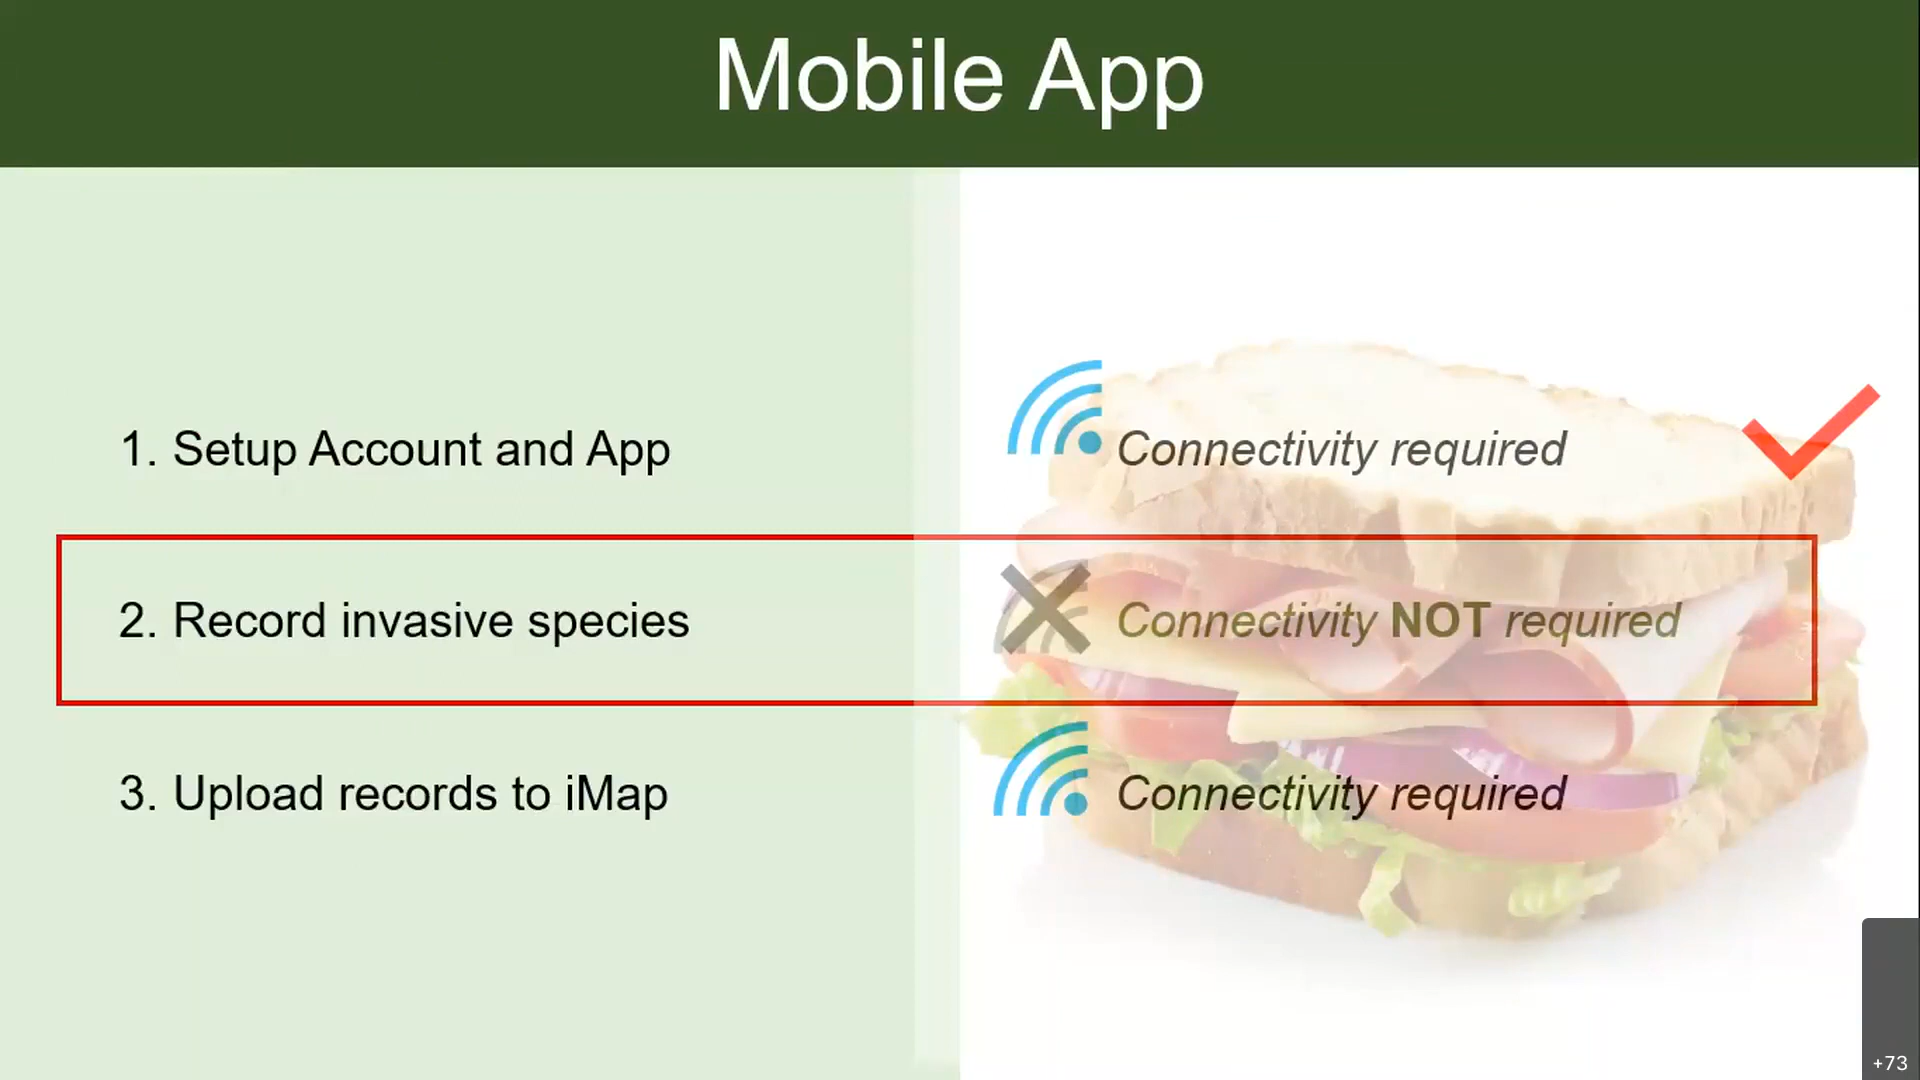 Mobile App
1. Setup Account and App
Connectivity required
2. Record invasive species
Connectivity NOT required
3. Upload records to iMap
Connectivity required
+73